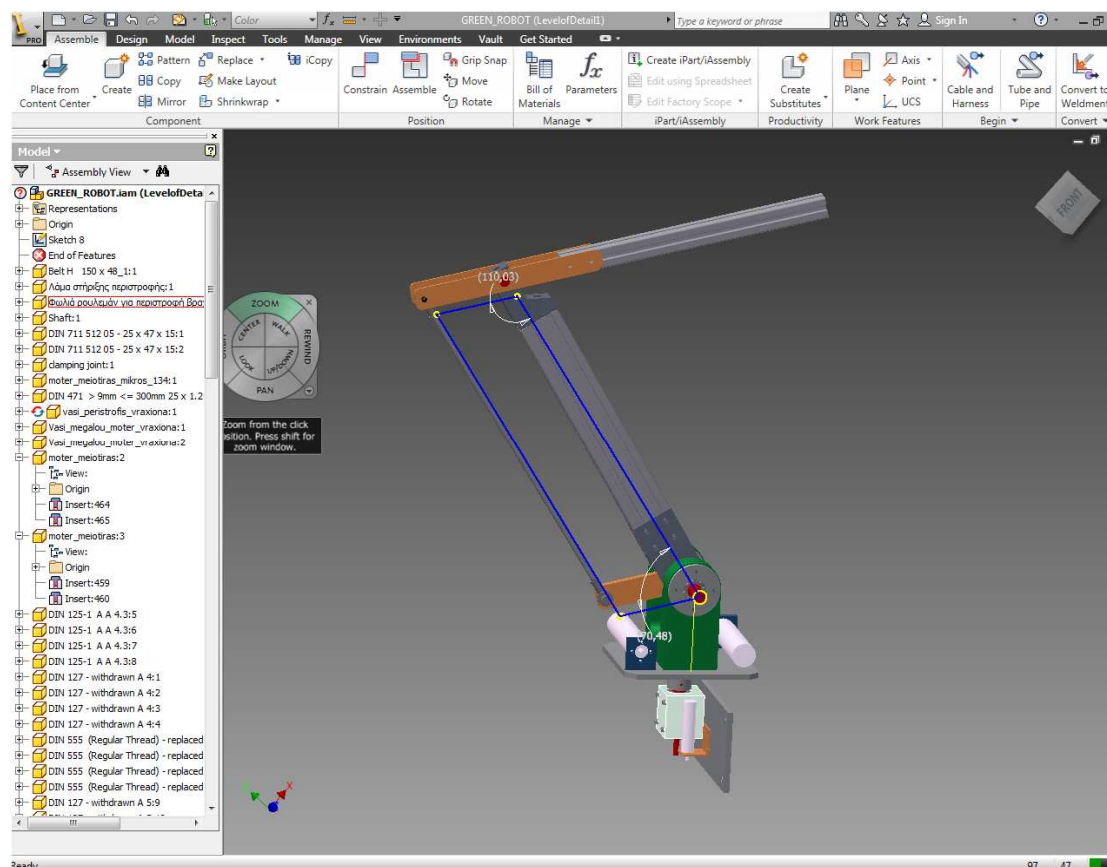 Color
GREEN_ROBOT (LevelofDetail1)
Type a keyword or phrase
Sign In
PRO
Assemble Design Model Inspect Tools Manage View Environments Vault Get Started
Place from Content Center
Create
Pattern
Copy
Mirror
Replace
Make Layout
Shrinkwrap
iCopy
Component
Constrain Assemble
Grip Snap
Move
Rotate
Position
Bill of Materials
Parameters
Manage
Create iPart/iAssembly
Edit using Spreadsheet
Edit Factory Scope
iPart/iAssembly
Create Substitutes
Productivity
Plane
Axis
Point
UCS
Work Features
Cable and Harness
Tube and Pipe
Begin
Convert to Weldment
Convert
Model
Assembly View
GREEN_ROBOT.iam (LevelofDeta
Representations
Origin
Sketch 8
End of Features
Belt H 150 x 48_1:1
Λάμα στήριξης περιστροφής:1
Φωλιά ρουλεμάν για περιστροφή βρα
Shaft:1
DIN 711 512 05 - 25 x 47 x 15:1
DIN 711 512 05 - 25 x 47 x 15:2
clamping joint:1
moter_meiotiras_mikros_134:1
DIN 471 > 9mm <= 300mm 25 x 1.2
vasi_peristrofis_vraxiona:1
Vasi_megalou_moter_vraxiona:1
Vasi_megalou_moter_vraxiona:2
moter_meiotiras:2
View:
Origin
Insert:464
Insert:465
moter_meiotiras:3
View:
Origin
Insert:459
Insert:460
DIN 125-1 A A 4.3:5
DIN 125-1 A A 4.3:6
DIN 125-1 A A 4.3:7
DIN 125-1 A A 4.3:8
DIN 127 - withdrawn A 4:1
DIN 127 - withdrawn A 4:2
DIN 127 - withdrawn A 4:3
DIN 127 - withdrawn A 4:4
DIN 555 (Regular Thread) - replaced
DIN 555 (Regular Thread) - replaced
DIN 555 (Regular Thread) - replaced
DIN 555 (Regular Thread) - replaced
DIN 127 - withdrawn A 5:9
ZOOM
CENTER
WALK
REWIND
LOOK
UP/DOWN
PAN
Zoom from the click
position. Press shift for
zoom window.
(110,03)
(70,48)
FRONT
X
Ready
97 47